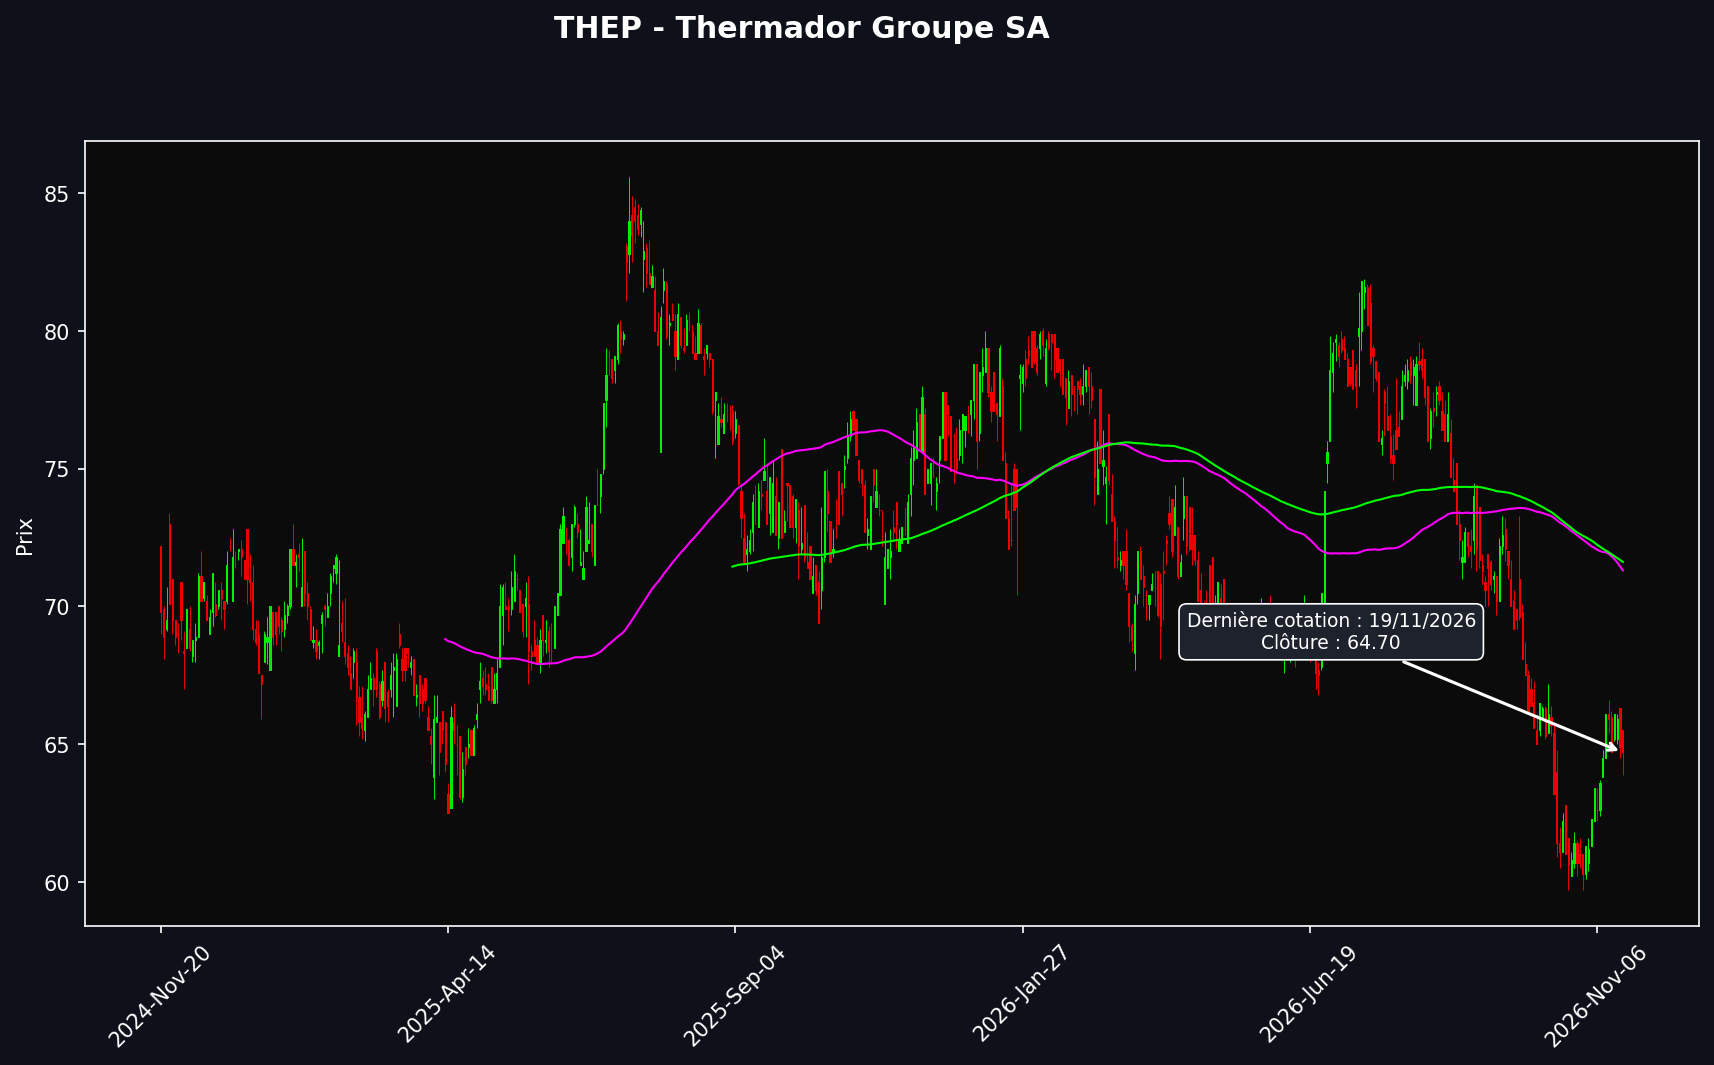 THEP - Thermador Groupe SA
Prix
85
80
75
70
65
60
Dernière cotation : 19/11/2026
Clôture : 64.70
2024-Nov-20
2025-Apr-14
2025-Sep-04
2026-Jan-27
2026-Jun-19
2026-Nov-06